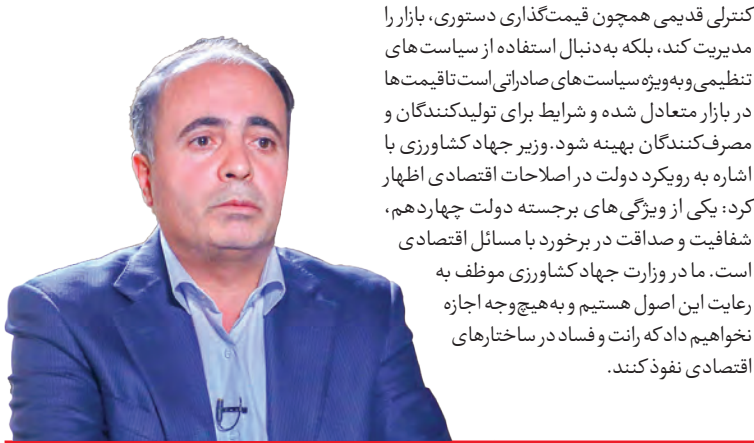 کنترلی قدیمی همچون قیمت‌گذاری دستوری، بازار را
مدیریت کند، بلکه به‌دنبال استفاده از سیاست‌های
تنظیمی و به‌ویژه سیاست‌های صادراتی است تا قیمت‌ها
در بازار متعادل شده و شرایط برای تولیدکنندگان و
مصرف‌کنندگان بهینه شود. وزیر جهاد کشاورزی با
اشاره به رویکرد دولت در اصلاحات اقتصادی اظهار
کرد: یکی از ویژگی‌های برجسته دولت چهاردهم،
شفافیت و صداقت در برخورد با مسائل اقتصادی
است. ما در وزارت جهاد کشاورزی موظف به
رعایت این اصول هستیم و به‌هیچ‌وجه اجازه
نخواهیم داد که رانت و فساد در ساختارهای
اقتصادی نفوذ کنند.